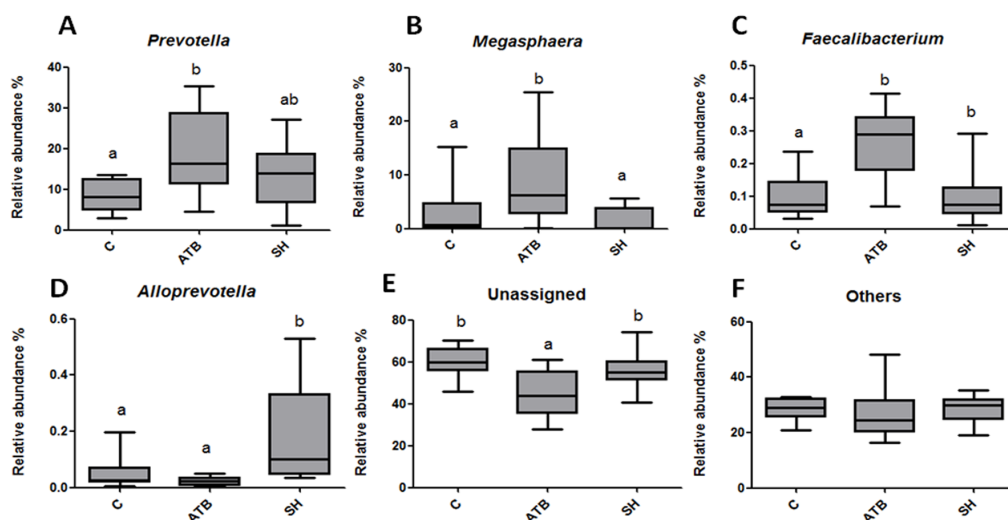 A
Prevotella
Relative abundance %
40
30
20
10
0
a
b
ab
C
ATB
SH
B
Megasphaera
Relative abundance %
30
20
10
0
a
b
a
C
ATB
SH
C
Faecalibacterium
Relative abundance %
0.5
0.4
0.3
0.2
0.1
0.0
a
b
b
C
ATB
SH
D
Alloprevotella
Relative abundance %
0.6
0.4
0.2
0.0
a
a
b
C
ATB
SH
E
Unassigned
Relative abundance %
80
60
40
20
0
b
a
b
C
ATB
SH
F
Others
Relative abundance %
60
40
20
0
C
ATB
SH